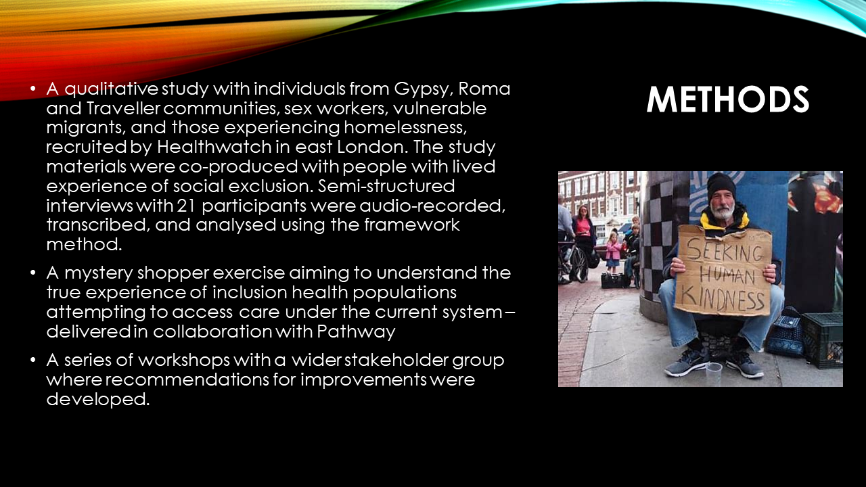 • A qualitative study with individuals from Gypsy, Roma
and Traveller communities, sex workers, vulnerable
migrants, and those experiencing homelessness,
recruited by Healthwatch in east London. The study
materials were co-produced with people with lived
experience of social exclusion. Semi-structured
interviews with 21 participants were audio-recorded,
transcribed, and analysed using the framework
method.
• A mystery shopper exercise aiming to understand the
true experience of inclusion health populations
attempting to access care under the current system –
delivered in collaboration with Pathway
• A series of workshops with a wider stakeholder group
where recommendations for improvements were
developed.
METHODS
SEEKING
HUMAN
KINDNESS